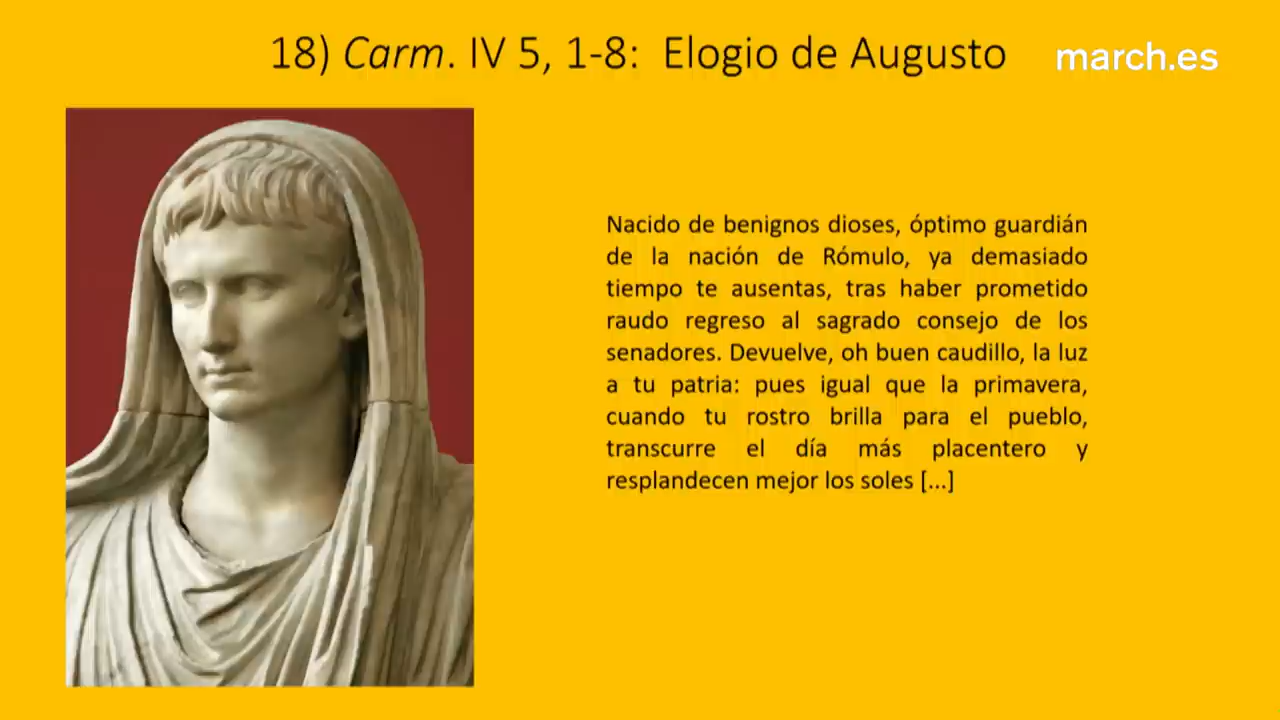 18) Carm. IV 5, 1-8: Elogio de Augusto
march.es
Nacido de benignos dioses, óptimo guardián
de la nación de Rómulo, ya demasiado
tiempo te ausentas, tras haber prometido
raudo regreso al sagrado consejo de los
senadores. Devuelve, oh buen caudillo, la luz
a tu patria: pues igual que la primavera,
cuando tu rostro brilla para el pueblo,
transcurre el día más placentero y
resplandecen mejor los soles [...]